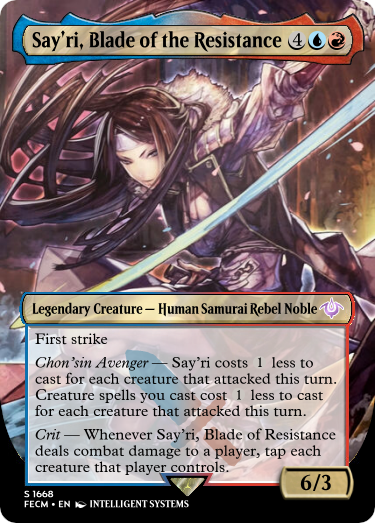 Say'ri, Blade of the Resistance 4
Legendary Creature — Human Samurai Rebel Noble
First strike
Chon'sin Avenger — Say'ri costs 1 less to
cast for each creature that attacked this turn.
Creature spells you cast cost 1 less to cast
for each creature that attacked this turn.
Crit — Whenever Say'ri, Blade of the Resistance
deals combat damage to a player, tap each
creature that player controls.
6/3
S 1668
FECM • EN INTELLIGENT SYSTEMS